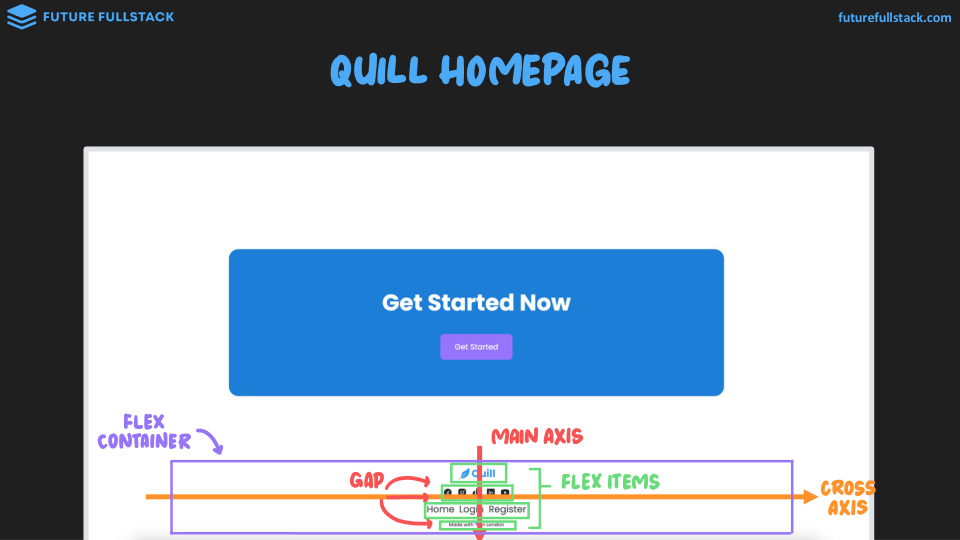 FUTURE FULLSTACK
futurefullstack.com
QUILL HOMEPAGE
Get Started Now
Get Started
FLEX
CONTAINER
MAIN AXIS
GAP
Quill
FLEX ITEMS
CROSS
AXIS
Home Login Register
Made with London